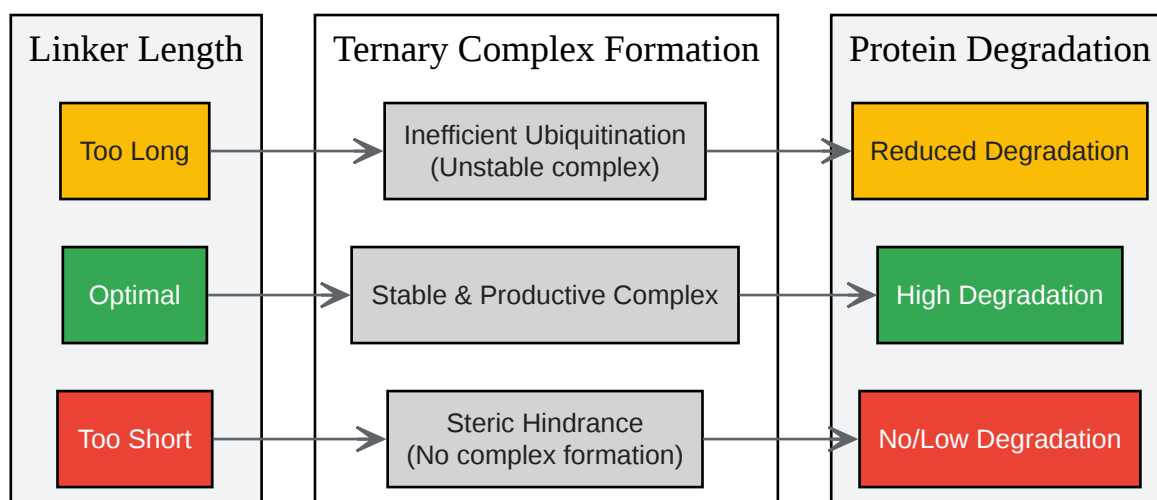 Linker Length
Ternary Complex Formation
Protein Degradation
Too Long
Inefficient Ubiquitination
(Unstable complex)
Reduced Degradation
Optimal
Stable & Productive Complex
High Degradation
Too Short
Steric Hindrance
(No complex formation)
No/Low Degradation